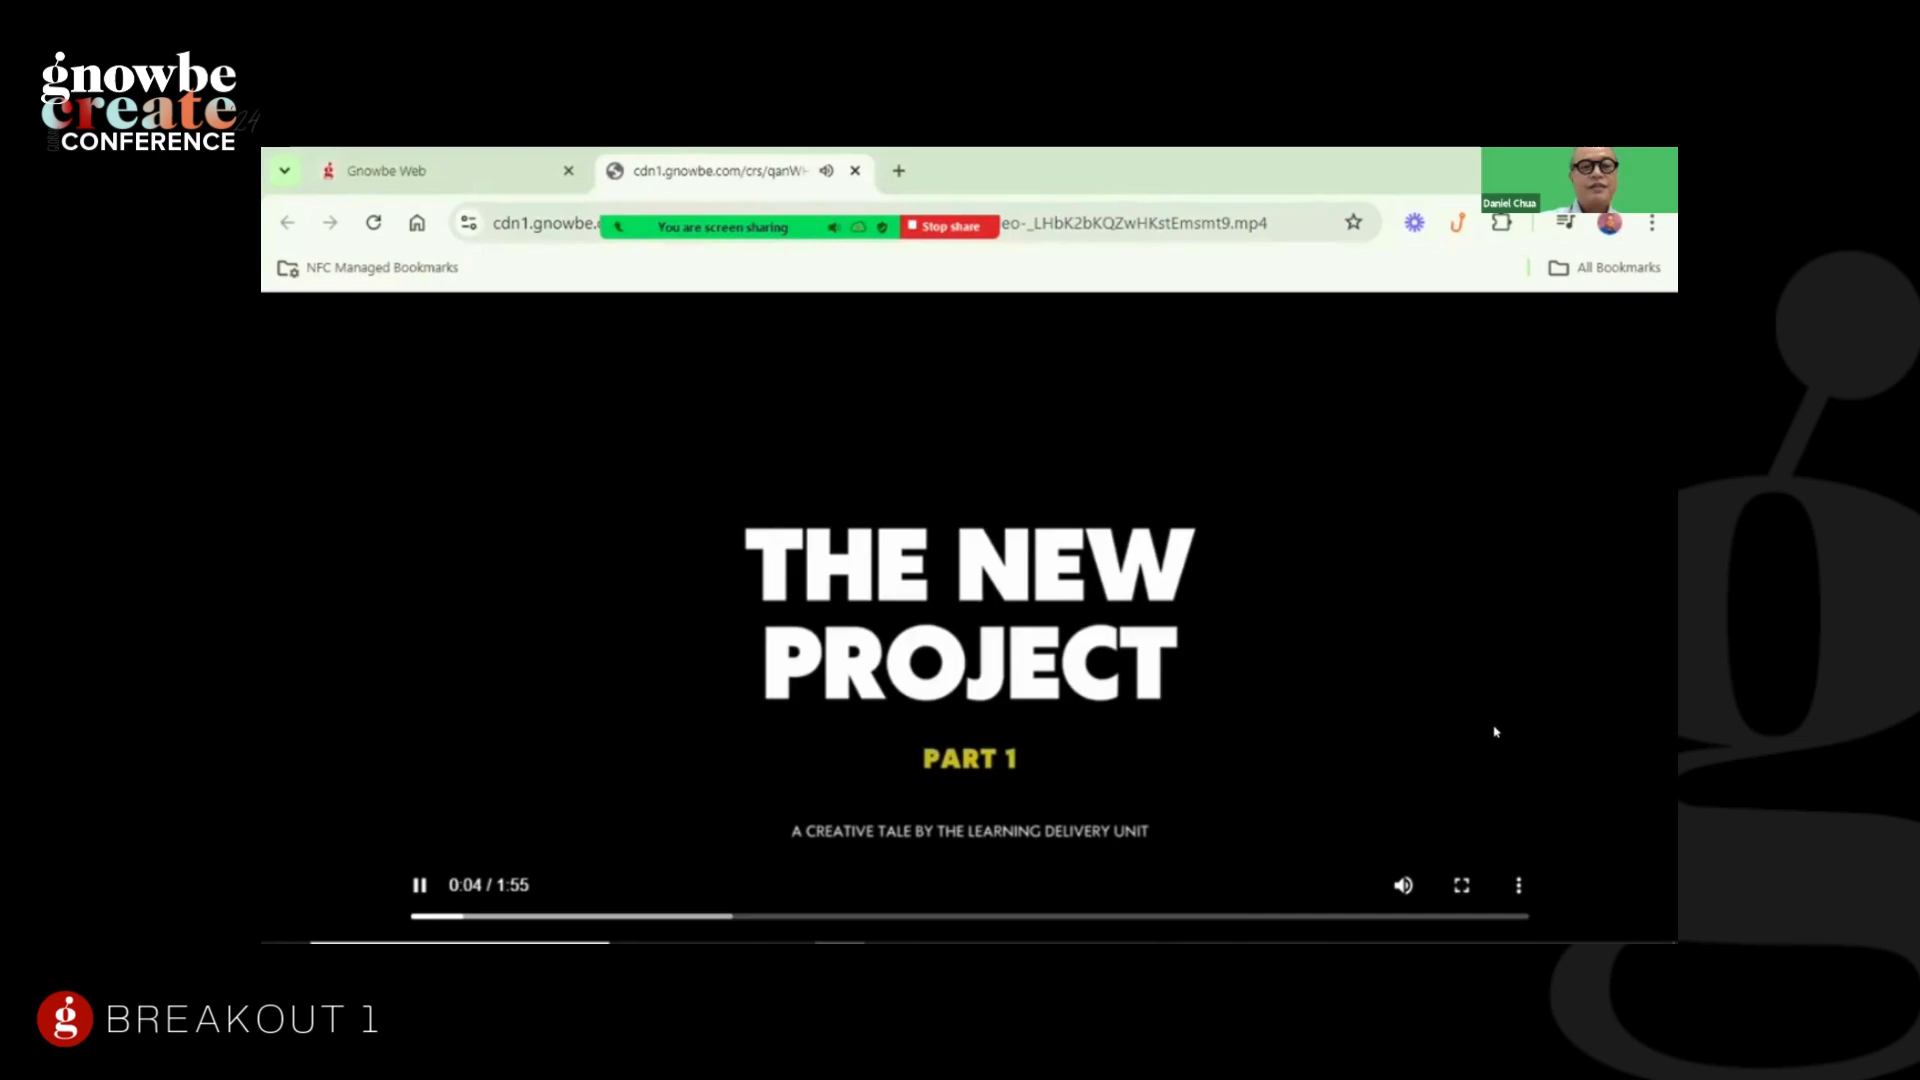 gnowbe
create '24
CONFERENCE
Gnowbe Web
cdn1.gnowbe.com/crs/qanWH
Daniel Chua
cdn1.gnowbe.
You are screen sharing
Stop share
eo-_LHbK2bKQZwHKstEmsmt9.mp4
NFC Managed Bookmarks
All Bookmarks
THE NEW
PROJECT
PART 1
A CREATIVE TALE BY THE LEARNING DELIVERY UNIT
0:04 / 1:55
g BREAKOUT 1